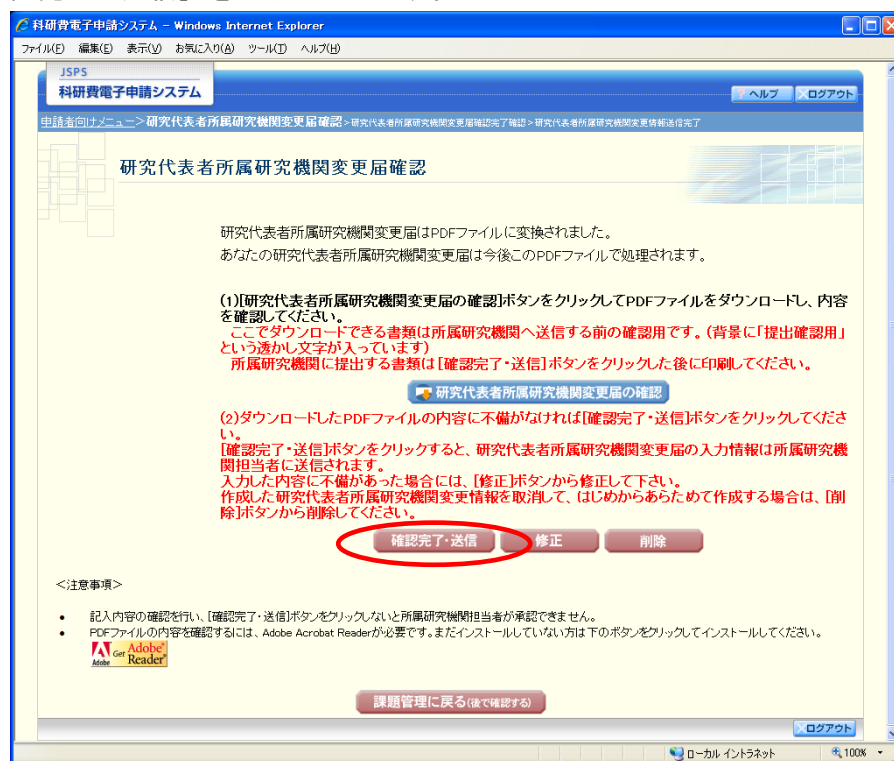 科研費電子申請システム - Windows Internet Explorer
ファイル(F) 編集(E) 表示(V) お気に入り(A) ツール(T) ヘルプ(H)
JSPS
科研費電子申請システム
ヘルプ ログアウト
申請者向けメニュー>研究代表者所属研究機関変更届確認>研究代表者所属研究機関変更届確認完了確認>研究代表者所属研究機関変更情報送信完了
研究代表者所属研究機関変更届確認
研究代表者所属研究機関変更届はPDFファイルに変換されました。
あなたの研究代表者所属研究機関変更届は今後このPDFファイルで処理されます。
(1)[研究代表者所属研究機関変更届の確認]ボタンをクリックしてPDFファイルをダウンロードし、内容
を確認してください。
ここでダウンロードできる書類は所属研究機関へ送信する前の確認用です。(背景に「提出確認用」
という透かし文字が入っています)
所属研究機関に提出する書類は[確認完了・送信]ボタンをクリックした後に印刷してください。
研究代表者所属研究機関変更届の確認
(2)ダウンロードしたPDFファイルの内容に不備がなければ[確認完了・送信]ボタンをクリックしてくださ
い。
[確認完了・送信]ボタンをクリックすると、研究代表者所属研究機関変更届の入力情報は所属研究機
関担当者に送信されます。
入力した内容に不備があった場合には、[修正]ボタンから修正して下さい。
作成した研究代表者所属研究機関変更情報を取消して、はじめからあらためて作成する場合は、[削
除]ボタンから削除してください。
確認完了・送信 修正 削除
<注意事項>
• 記入内容の確認を行い、[確認完了・送信]ボタンをクリックしないと所属研究機関担当者が承認できません。
• PDFファイルの内容を確認するには、Adobe Acrobat Readerが必要です。まだインストールしていない方は下のボタンをクリックしてインストールしてください。
Adobe Get Adobe Reader
課題管理に戻る(後で確認する)
ログアウト
ローカル イントラネット 100%